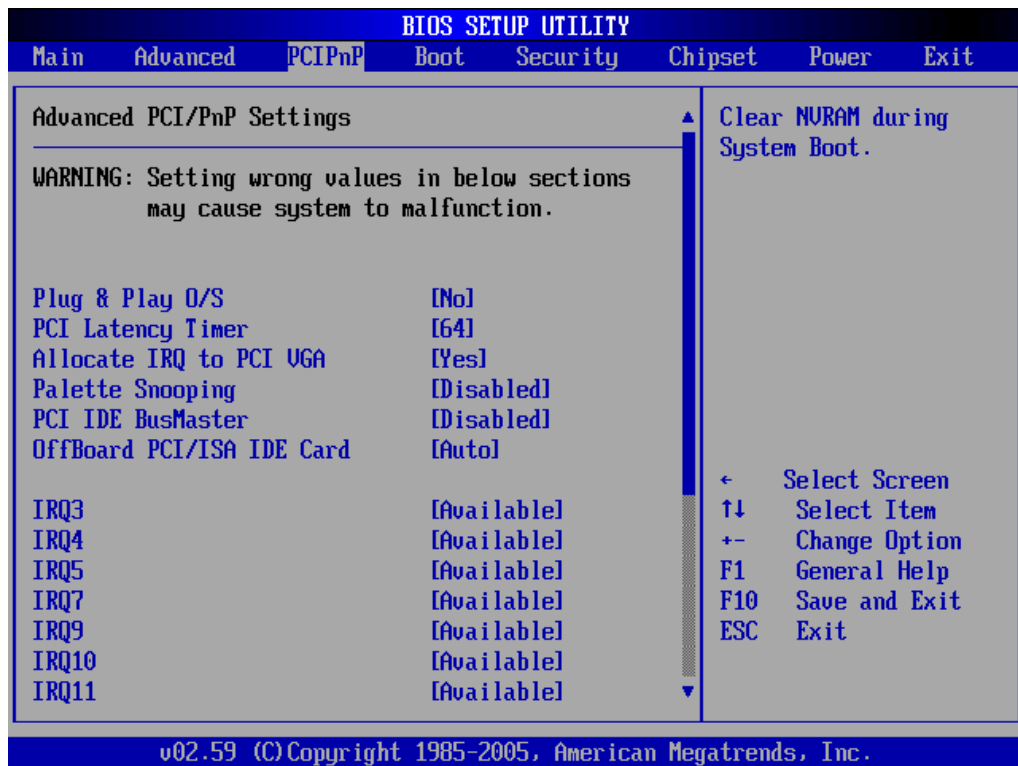 BIOS SETUP UTILITY
Main Advanced PCIPnP Boot Security Chipset Power Exit
Advanced PCI/PnP Settings
WARNING: Setting wrong values in below sections
may cause system to malfunction.
Plug & Play O/S [No]
PCI Latency Timer [64]
Allocate IRQ to PCI VGA [Yes]
Palette Snooping [Disabled]
PCI IDE BusMaster [Disabled]
OffBoard PCI/ISA IDE Card [Auto]
IRQ3 [Available]
IRQ4 [Available]
IRQ5 [Available]
IRQ7 [Available]
IRQ9 [Available]
IRQ10 [Available]
IRQ11 [Available]
Clear NVRAM during
System Boot.
← Select Screen
↑↓ Select Item
+- Change Option
F1 General Help
F10 Save and Exit
ESC Exit
v02.59 (C)Copyright 1985-2005, American Megatrends, Inc.